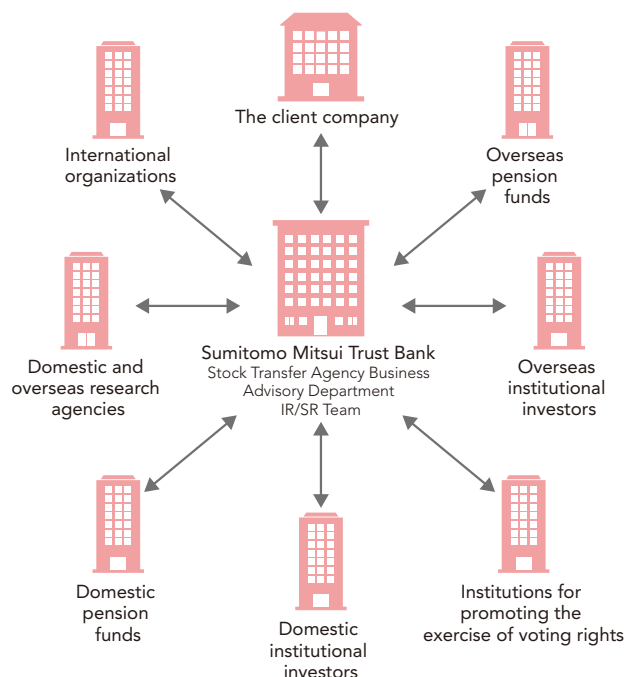 The client company
International
organizations
Overseas
pension
funds
Sumitomo Mitsui Trust Bank
Stock Transfer Agency Business
Advisory Department
IR/SR Team
Domestic and
overseas research
agencies
Overseas
institutional
investors
Domestic
pension
funds
Domestic
institutional
investors
Institutions for
promoting the
exercise of voting rights